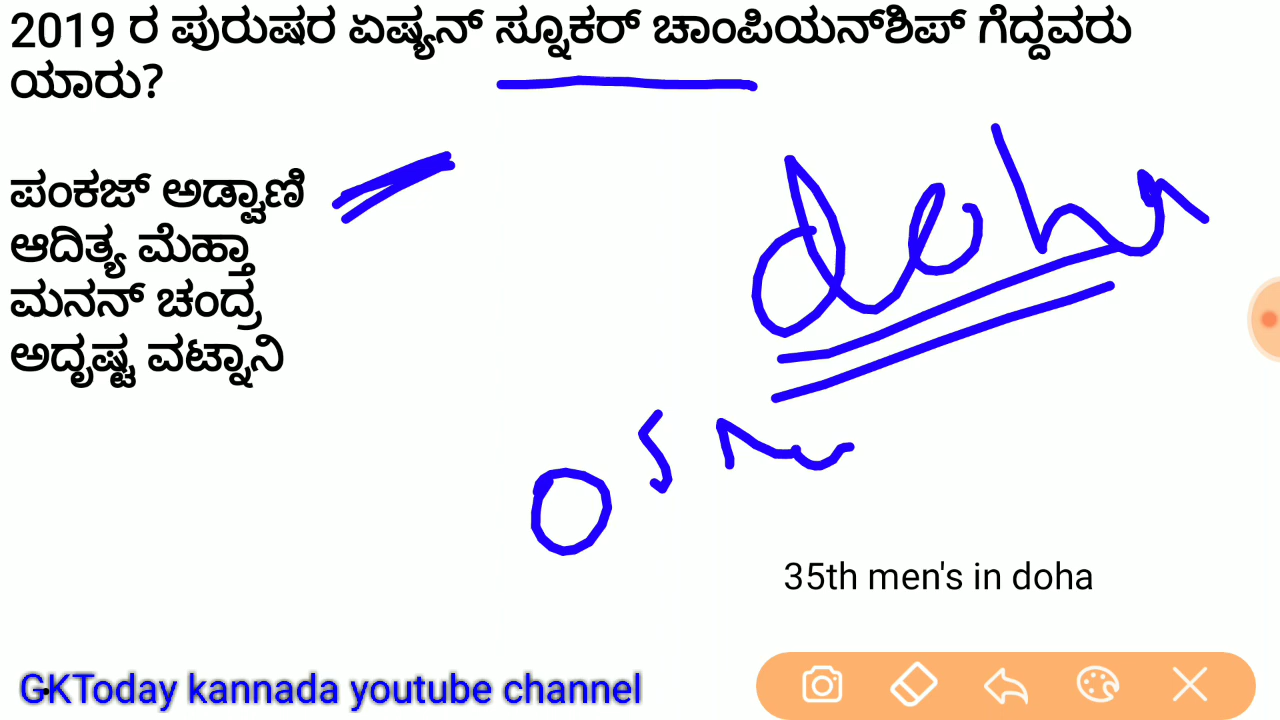 2019 ರ ಪುರುಷರ ಏಷ್ಯನ್ ಸ್ನೂಕರ್ ಚಾಂಪಿಯನ್‌ಶಿಪ್ ಗೆದ್ದವರು
ಯಾರು?
ಪಂಕಜ್ ಅಡ್ವಾಣಿ
ಆದಿತ್ಯ ಮೆಹ್ತಾ
ಮನನ್ ಚಂದ್ರ
ಅದೃಷ್ಟ ವಟ್ನಾನಿ
doha
35th men's in doha
GKToday kannada youtube channel